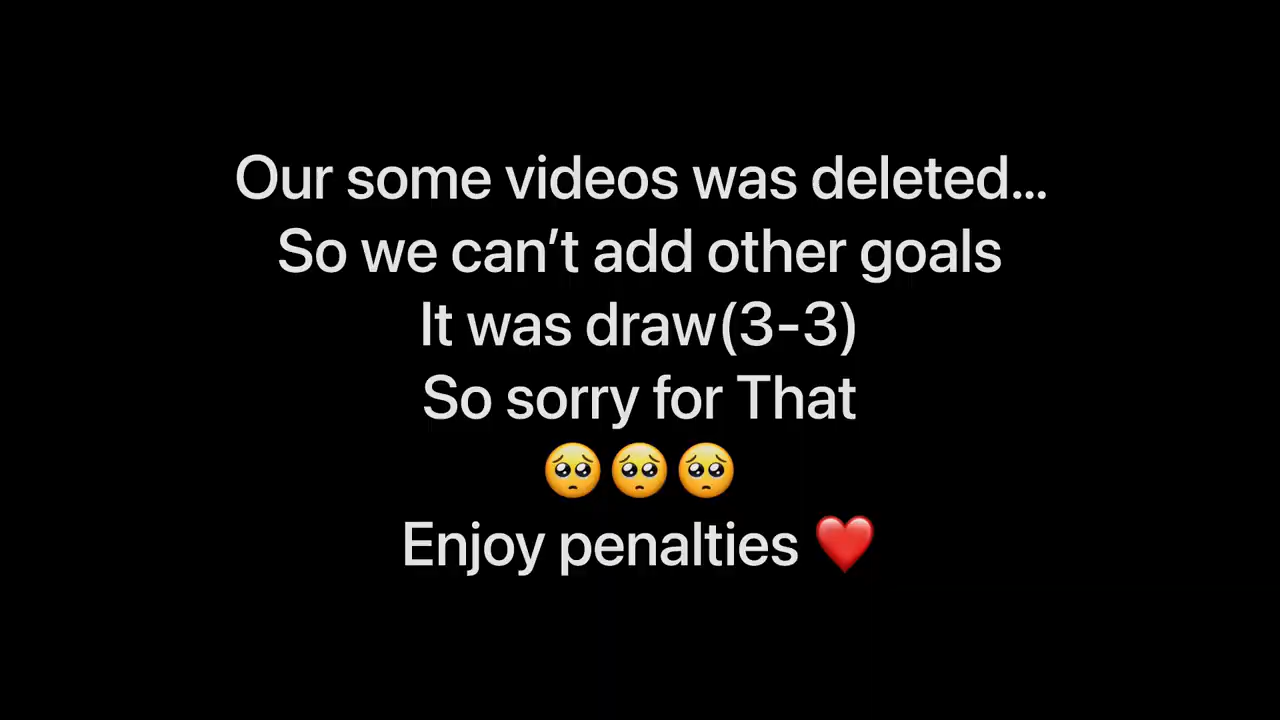 Our some videos was deleted...
So we can’t add other goals
It was draw(3-3)
So sorry for That
🥺🥺🥺
Enjoy penalties ❤️